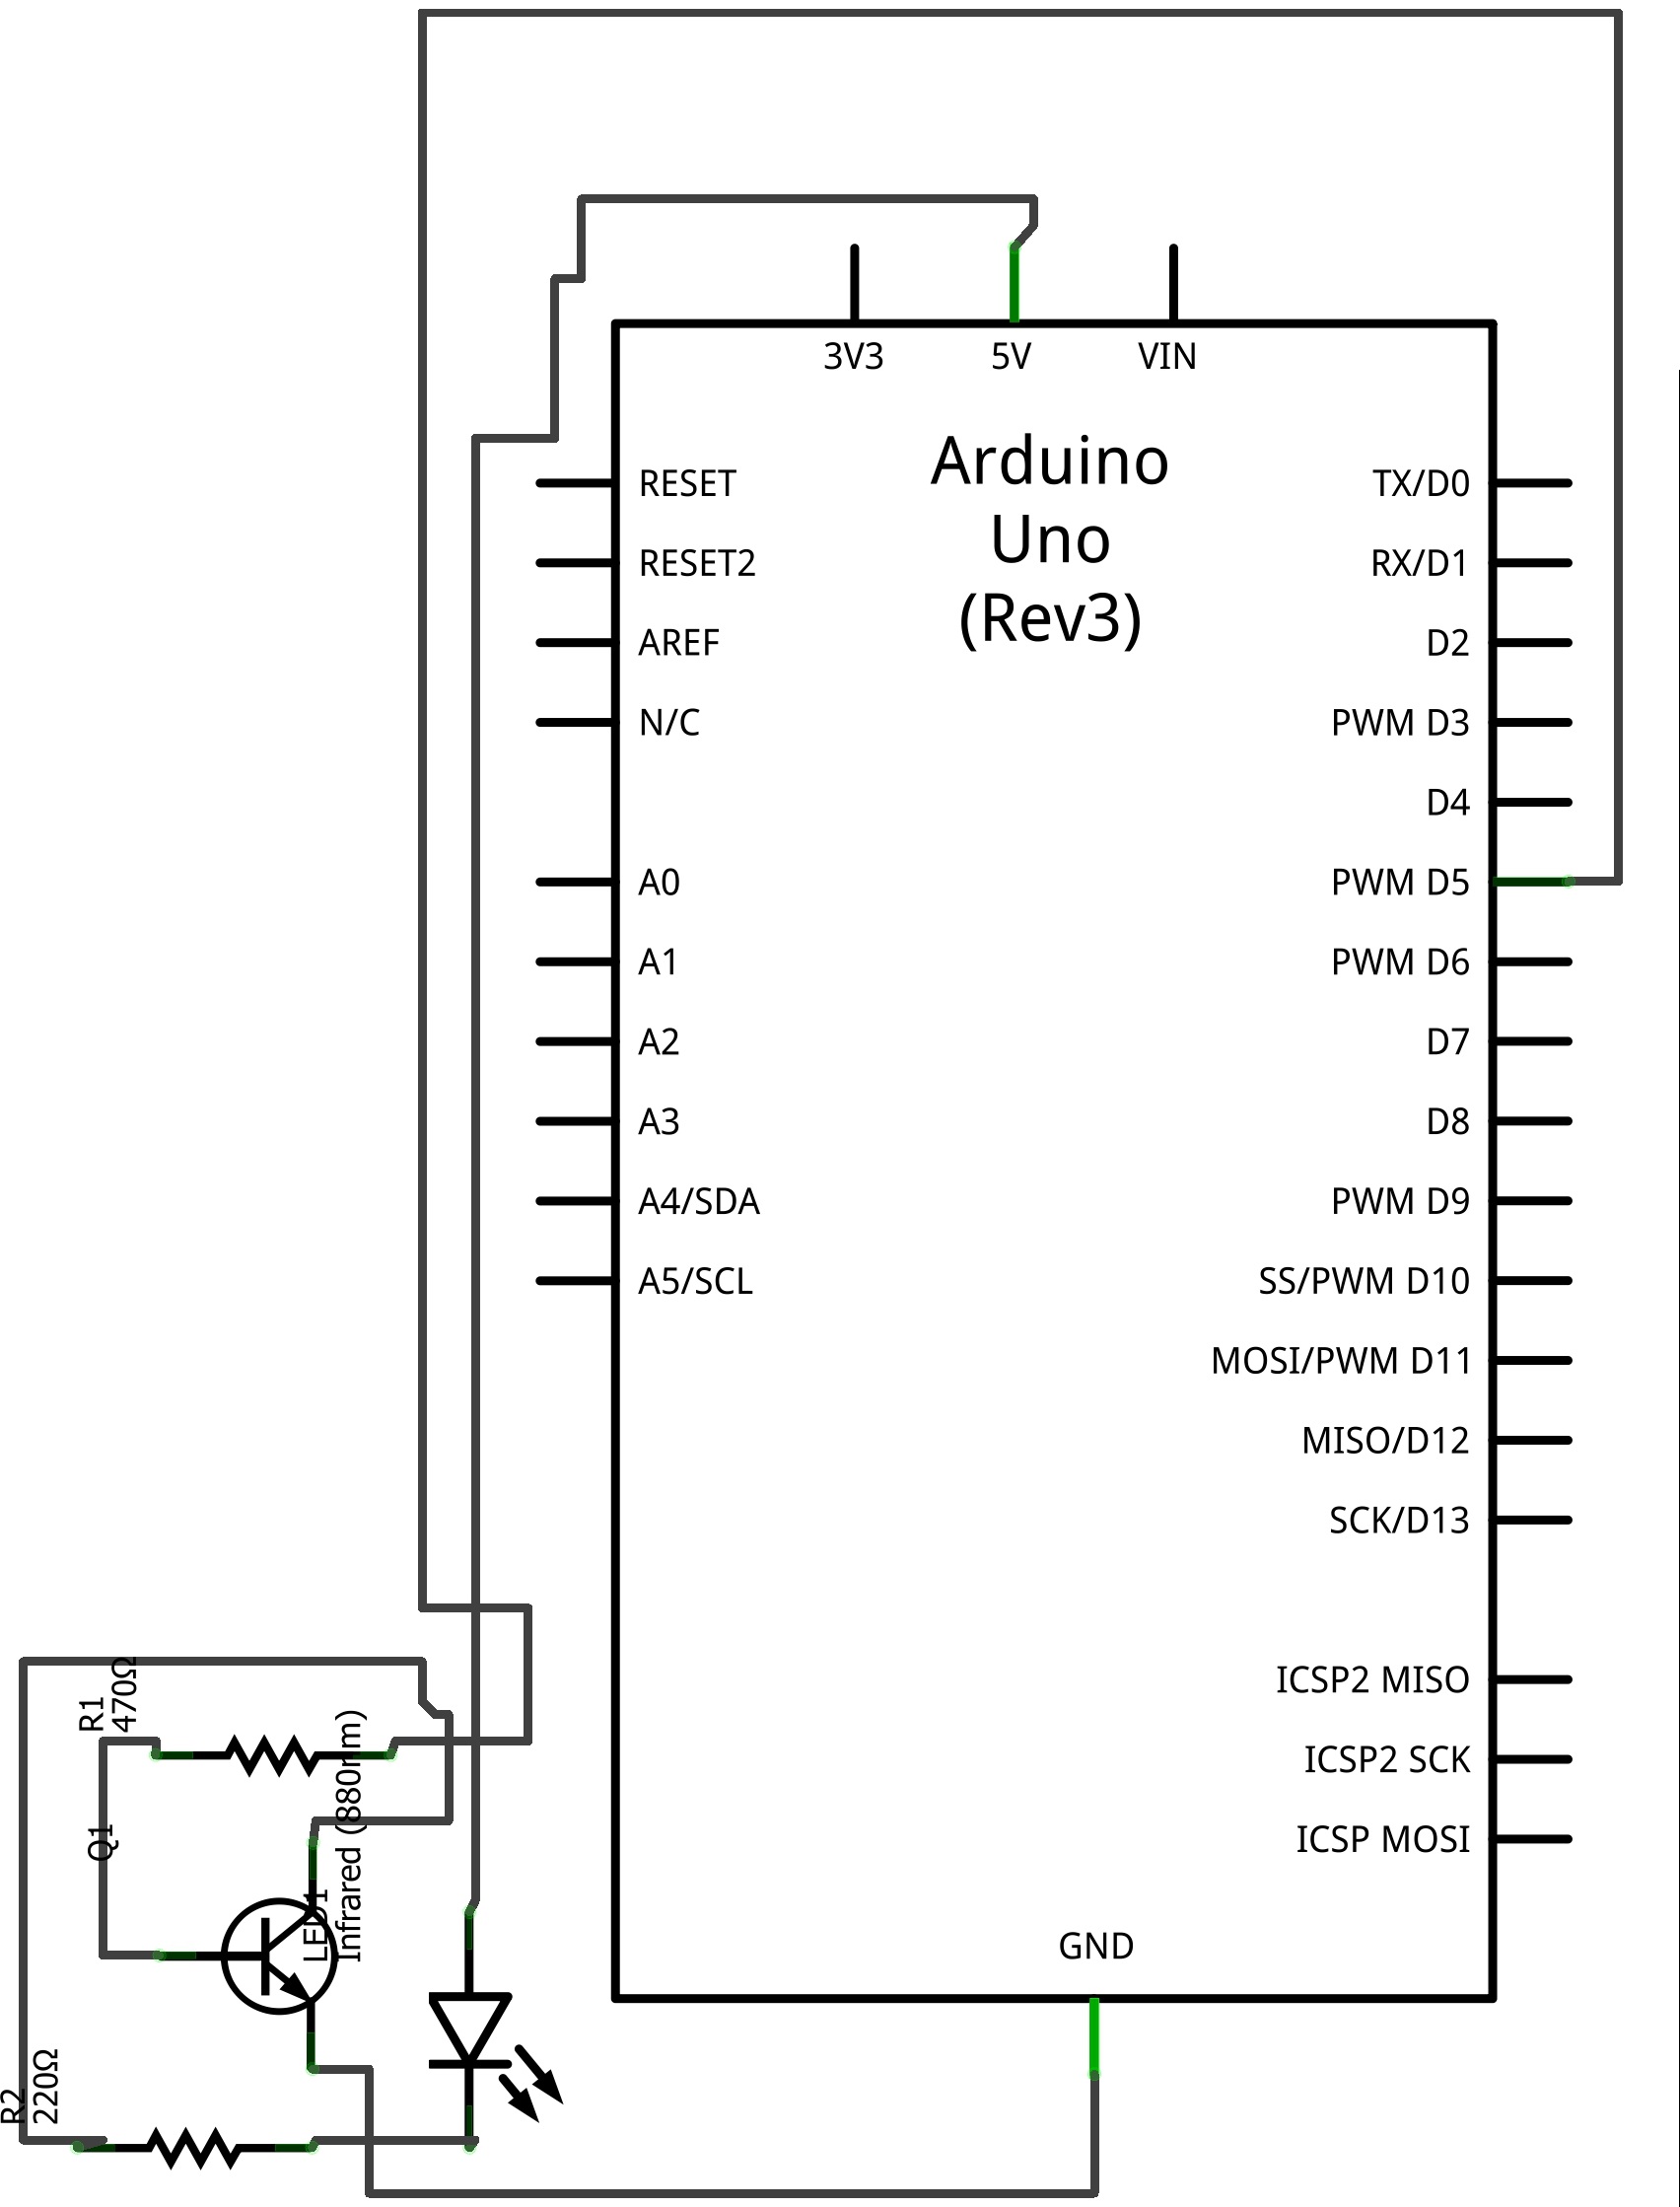 3V3
5V
VIN
Arduino
Uno
(Rev3)
RESET
RESET2
AREF
N/C
A0
A1
A2
A3
A4/SDA
A5/SCL
TX/D0
RX/D1
D2
PWM D3
D4
PWM D5
PWM D6
D7
D8
PWM D9
SS/PWM D10
MOSI/PWM D11
MISO/D12
SCK/D13
ICSP2 MISO
ICSP2 SCK
ICSP MOSI
GND
R1
470Ω
Q1
LED1
Infrared (880nm)
R2
220Ω